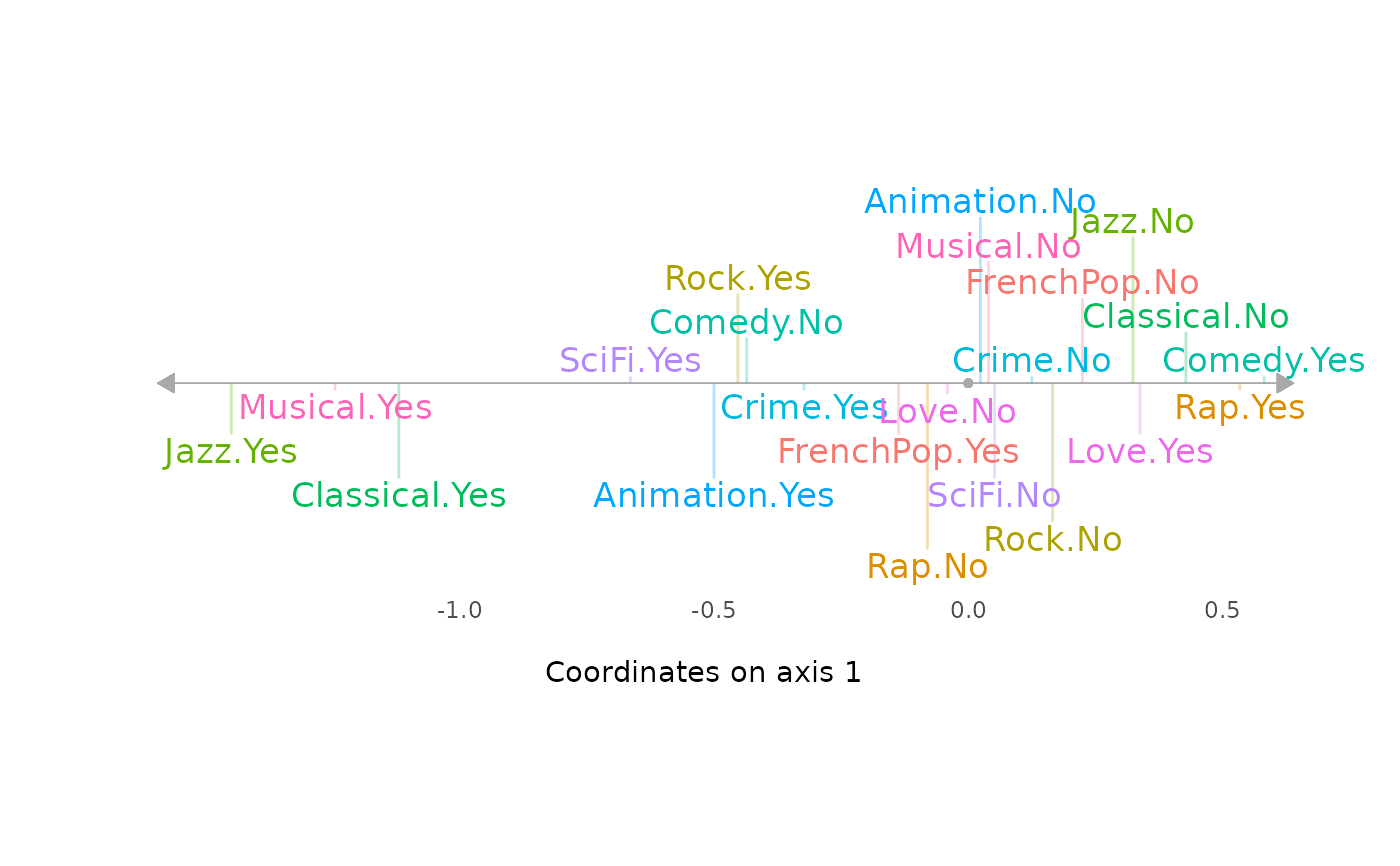 Animation.No
Jazz.No
Musical.No
Rock.Yes
FrenchPop.No
Comedy.No
Classical.No
SciFi.Yes
Crime.No
Comedy.Yes
Musical.Yes
Crime.Yes
Love.No
Rap.Yes
Jazz.Yes
FrenchPop.Yes
Love.Yes
Classical.Yes
Animation.Yes
SciFi.No
Rock.No
Rap.No
-1.0 -0.5 0.0 0.5
Coordinates on axis 1